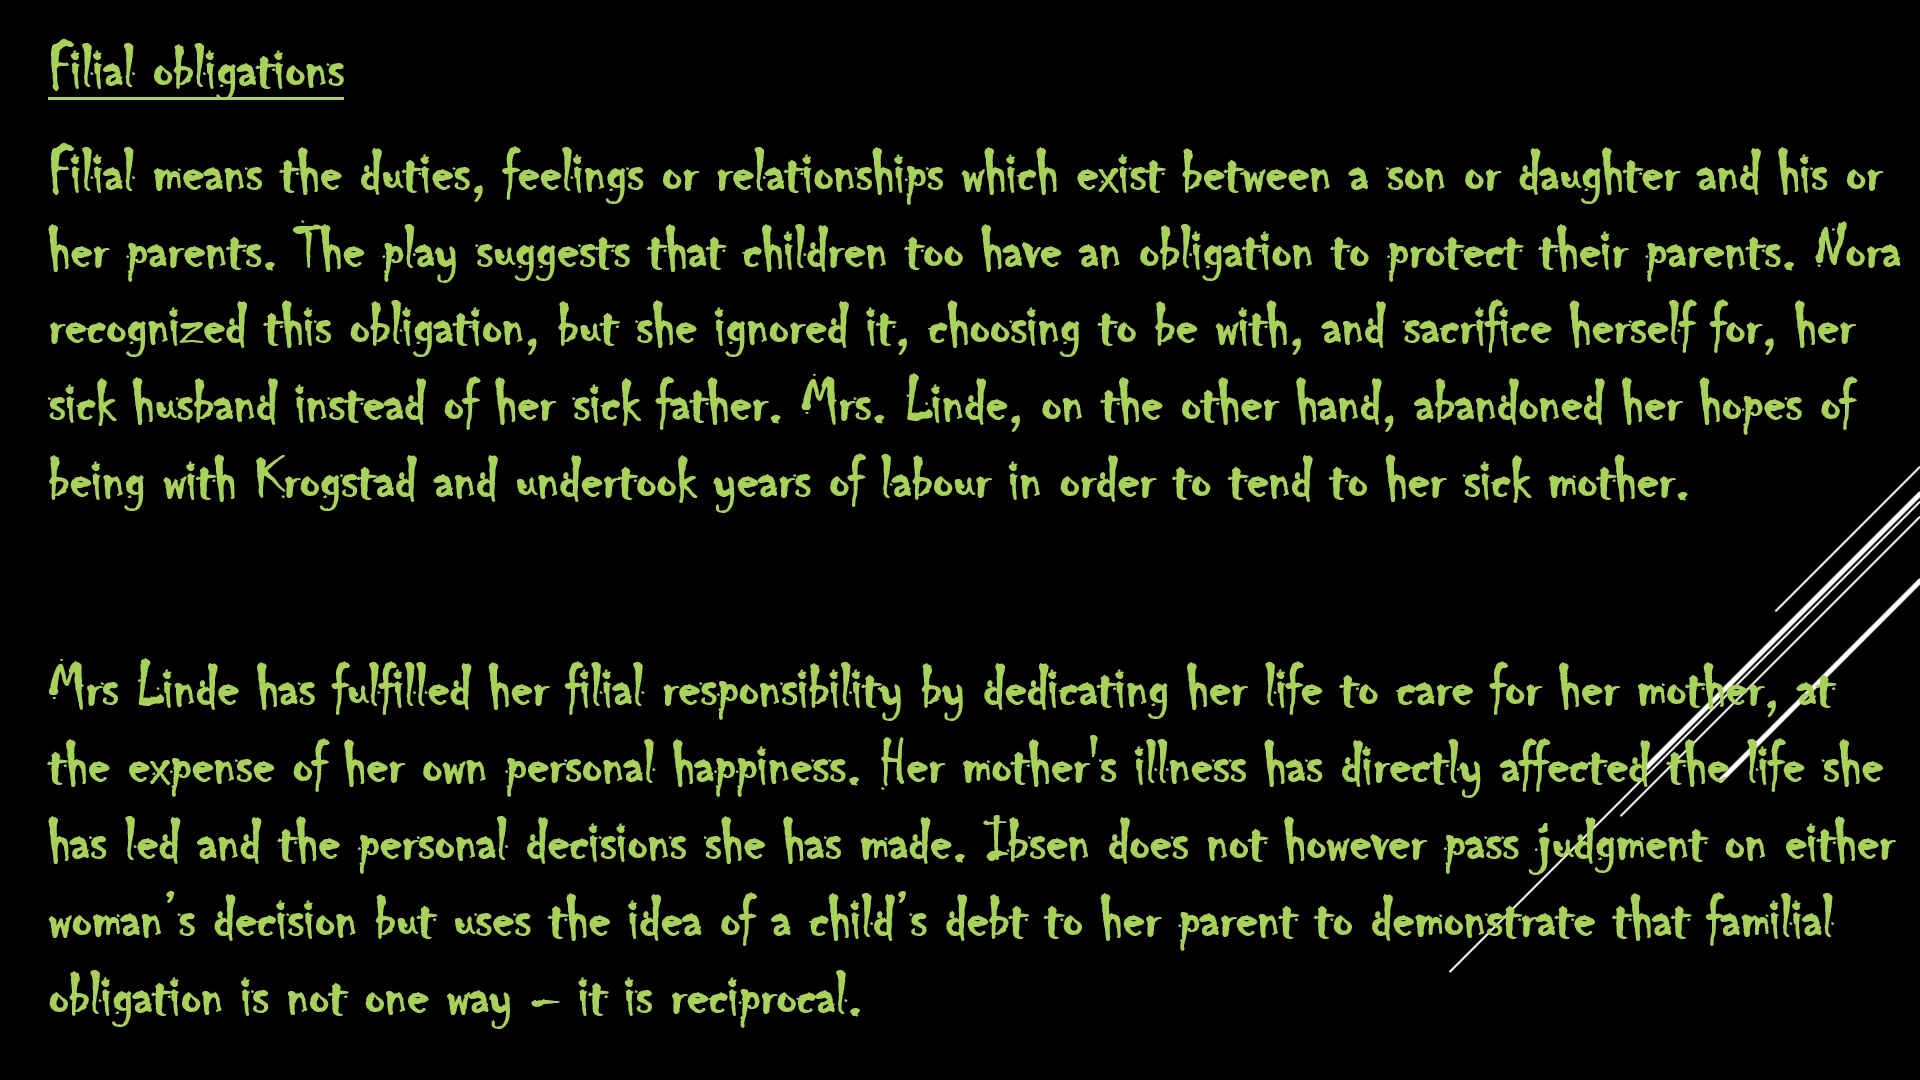 Filial obligations
Filial means the duties, feelings or relationships which exist between a son or daughter and his or
her parents. The play suggests that children too have an obligation to protect their parents. Nora
recognized this obligation, but she ignored it, choosing to be with, and sacrifice herself for, her
sick husband instead of her sick father. Mrs. Linde, on the other hand, abandoned her hopes of
being with Krogstad and undertook years of labour in order to tend to her sick mother.
Mrs Linde has fulfilled her filial responsibility by dedicating her life to care for her mother, at
the expense of her own personal happiness. Her mother's illness has directly affected the life she
has led and the personal decisions she has made. Ibsen does not however pass judgment on either
woman’s decision but uses the idea of a child’s debt to her parent to demonstrate that familial
obligation is not one way – it is reciprocal.